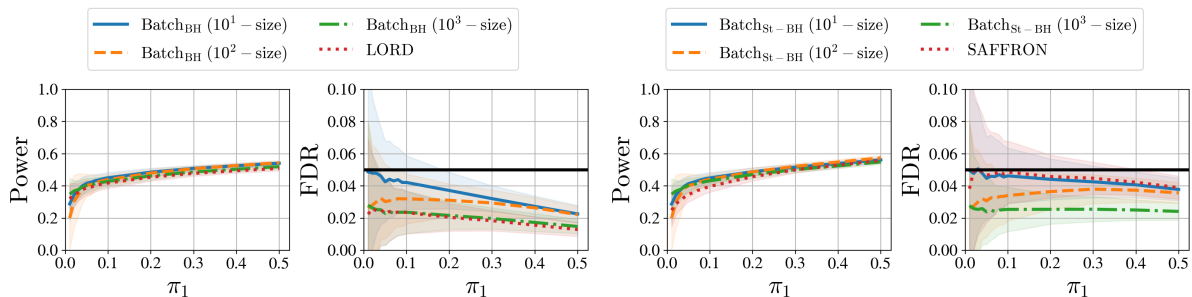 Batch_BH (10^1 − size)
Batch_BH (10^2 − size)
Batch_BH (10^3 − size)
LORD
Batch_St−BH (10^1 − size)
Batch_St−BH (10^2 − size)
Batch_St−BH (10^3 − size)
SAFFRON
Power
1.0
0.8
0.6
0.4
0.2
0.0
0.0 0.1 0.2 0.3 0.4 0.5
π₁
FDR
0.10
0.08
0.06
0.04
0.02
0.00
0.0 0.1 0.2 0.3 0.4 0.5
π₁
Power
1.0
0.8
0.6
0.4
0.2
0.0
0.0 0.1 0.2 0.3 0.4 0.5
π₁
FDR
0.10
0.08
0.06
0.04
0.02
0.00
0.0 0.1 0.2 0.3 0.4 0.5
π₁